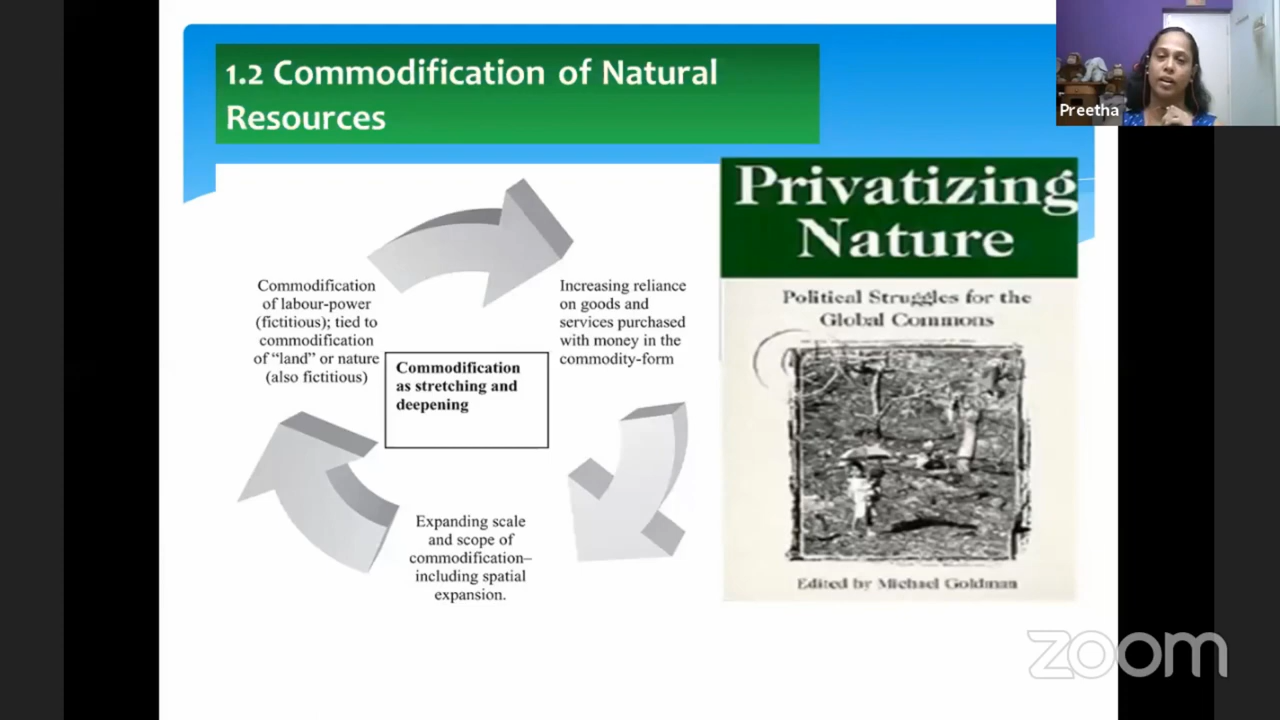 1.2 Commodification of Natural
Resources
Preetha
Commodification
of labour-power
(fictitious); tied to
commodification
of “land” or nature
(also fictitious)
Increasing reliance
on goods and
services purchased
with money in the
commodity-form
Commodification
as stretching and
deepening
Expanding scale
and scope of
commodification–
including spatial
expansion.
Privatizing
Nature
Political Struggles for the
Global Commons
Edited by Michael Goldman
zoom